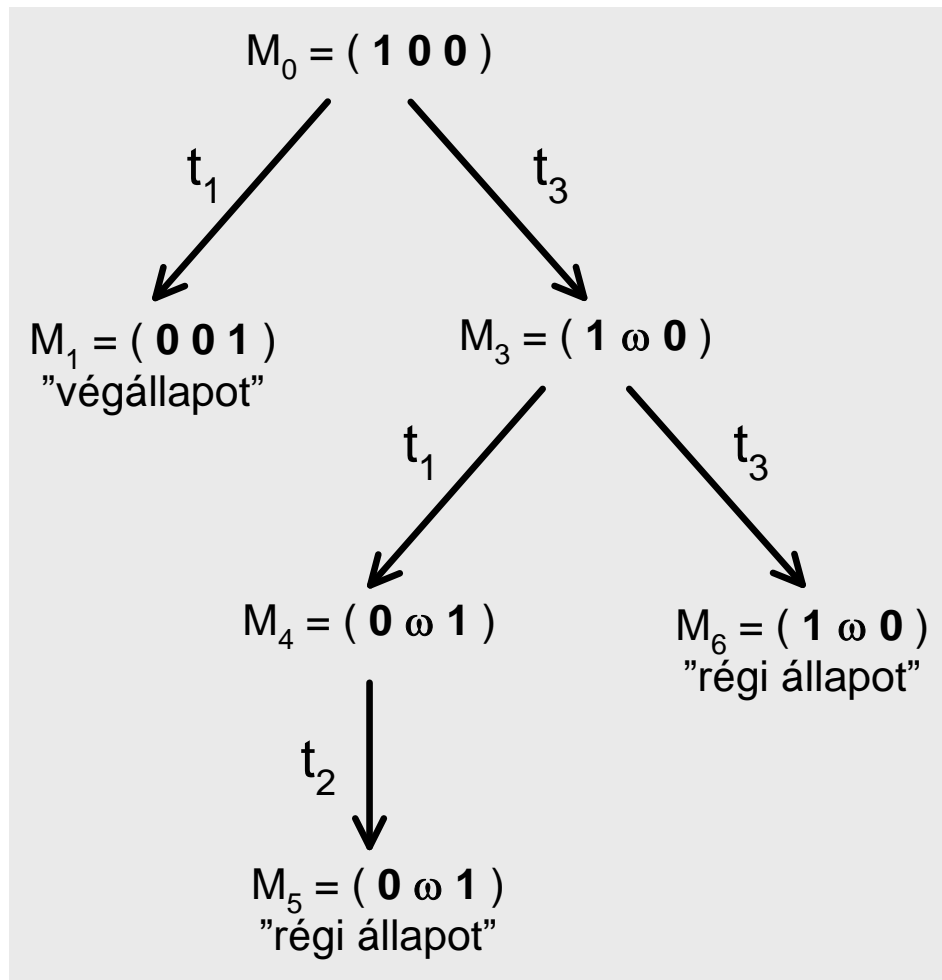 M₀ = ( 1 0 0 )
t₁
t₃
M₁ = ( 0 0 1 )
”végállapot”
M₃ = ( 1 ω 0 )
t₁
t₃
M₄ = ( 0 ω 1 )
M₆ = ( 1 ω 0 )
”régi állapot”
t₂
M₅ = ( 0 ω 1 )
”régi állapot”